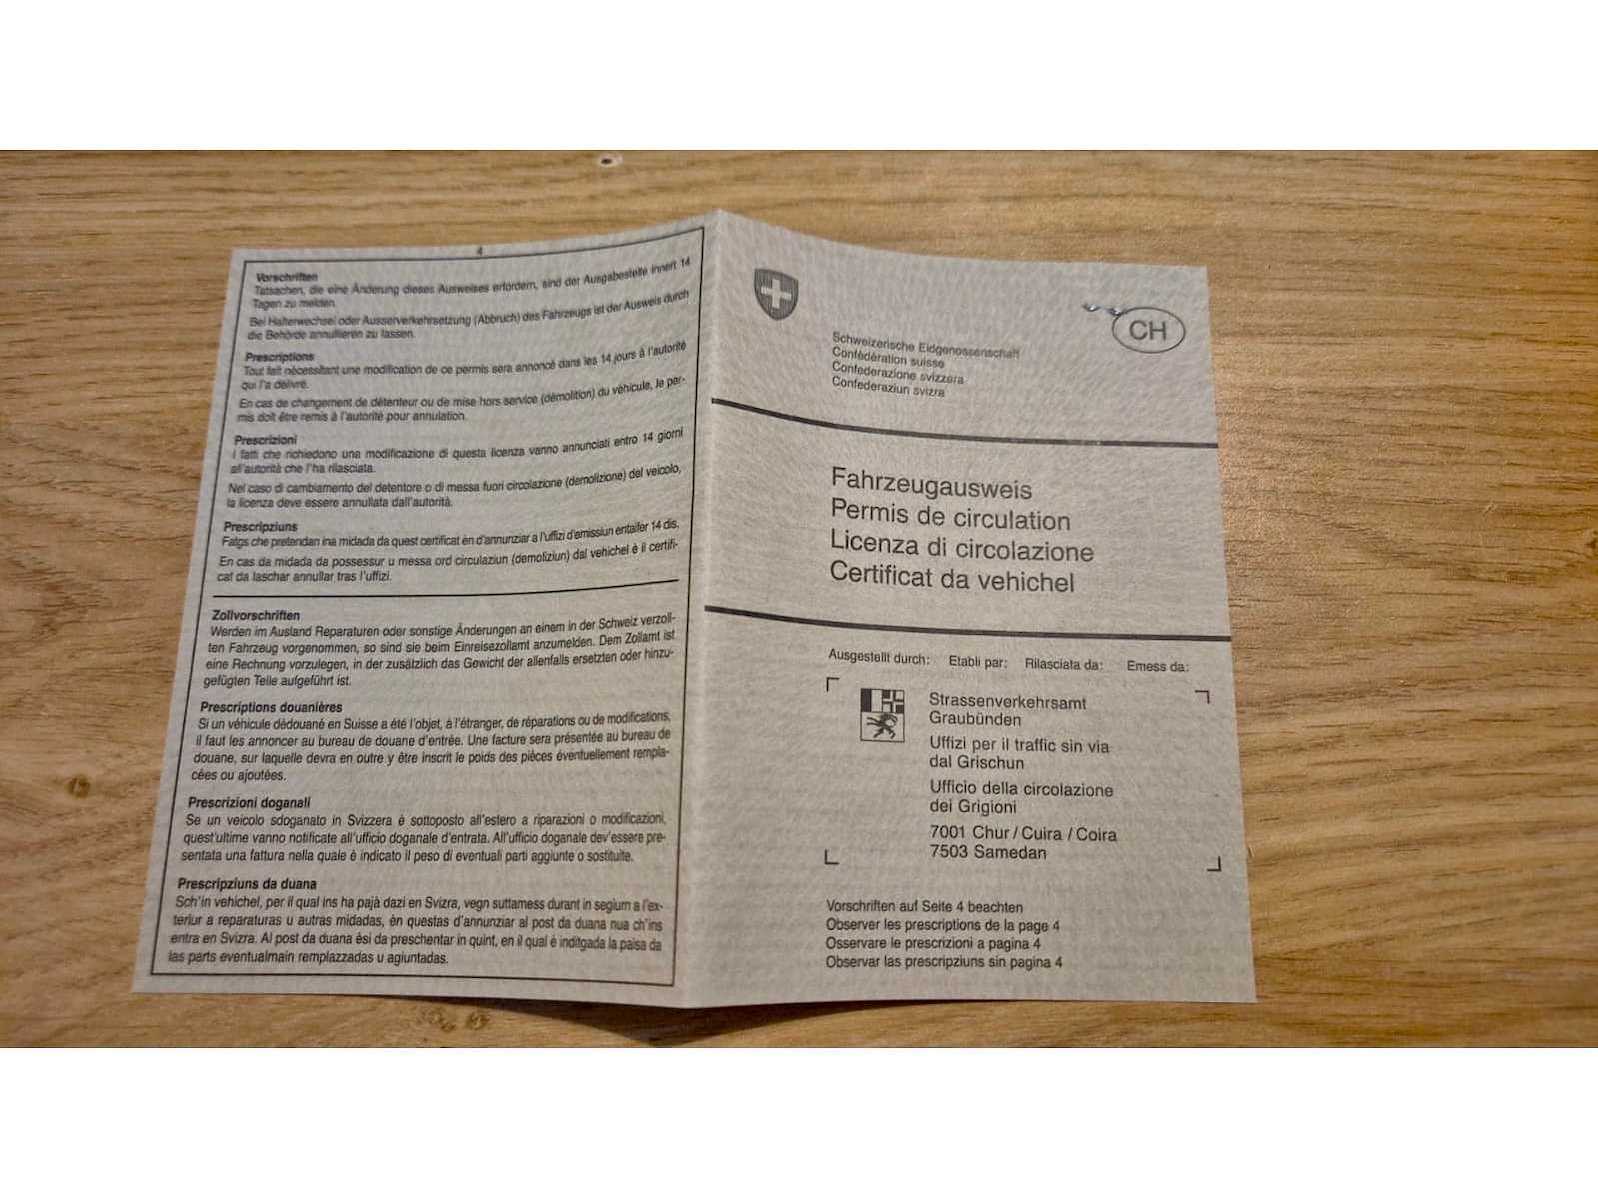 4
Vorschriften
Tatsachen, die eine Änderung dieses Ausweises erfordern, sind der Ausgabestelle innert 14
Tagen zu melden.
Bei Halterwechsel oder Ausserverkehrsetzung (Abbruch) des Fahrzeugs ist der Ausweis durch
die Behörde annullieren zu lassen.
Prescriptions
Tout fait nécessitant une modification de ce permis sera annoncé dans les 14 jours à l'autorité
qui l'a délivré.
En cas de changement de détenteur ou de mise hors service (démolition) du véhicule, le per-
mis doit être remis à l'autorité pour annulation.
Prescrizioni
I fatti che richiedono una modificazione di questa licenza vanno annunciati entro 14 giorni
all'autorità che l'ha rilasciata.
Nel caso di cambiamento del detentore o di messa fuori circolazione (demolizione) del veicolo,
la licenza deve essere annullata dall'autorità.
Prescripziuns
Fatgs che pretendan ina midada da quest certificat èn d'annunziar a l'uffizi d'emissiun entaifer 14 dis.
En cas da midada da possessur u messa ord circulaziun (demoliziun) dal vehichel è il certifi-
cat da laschar annullar tras l'uffizi.
Zollvorschriften
Werden im Ausland Reparaturen oder sonstige Änderungen an einem in der Schweiz verzoll-
ten Fahrzeug vorgenommen, so sind sie beim Einreisezollamt anzumelden. Dem Zollamt ist
eine Rechnung vorzulegen, in der zusätzlich das Gewicht der allenfalls ersetzten oder hinzu-
gefügten Teile aufgeführt ist.
Prescriptions douanières
Si un véhicule dédouané en Suisse a été l'objet, à l'étranger, de réparations ou de modifications,
il faut les annoncer au bureau de douane d'entrée. Une facture sera présentée au bureau de
douane, sur laquelle devra en outre y être inscrit le poids des pièces éventuellement rempla-
cées ou ajoutées.
Prescrizioni doganali
Se un veicolo sdoganato in Svizzera è sottoposto all'estero a riparazioni o modificazioni,
quest'ultime vanno notificate all'ufficio doganale d'entrata. All'ufficio doganale dev'essere pre-
sentata una fattura nella quale è indicato il peso di eventuali parti aggiunte o sostituite.
Prescripziuns da duana
Sch'in vehichel, per il qual ins ha pajà dazi en Svizra, vegn suttamess durant in segiurn a l'ex-
teriur a reparaturas u autras midadas, èn questas d'annunziar al post da duana nua ch'ins
entra en Svizra. Al post da duana èsi da preschentar in quint, en il qual è inditgada la paisa da
las parts eventualmain remplazzadas u agiuntadas.
CH
Schweizerische Eidgenossenschaft
Confédération suisse
Confederazione svizzera
Confederaziun svizra
Fahrzeugausweis
Permis de circulation
Licenza di circolazione
Certificat da vehichel
Ausgestellt durch: Etabli par: Rilasciata da: Emess da:
Strassenverkehrsamt
Graubünden
Uffizi per il traffic sin via
dal Grischun
Ufficio della circolazione
dei Grigioni
7001 Chur / Cuira / Coira
7503 Samedan
Vorschriften auf Seite 4 beachten
Observer les prescriptions de la page 4
Osservare le prescrizioni a pagina 4
Observar las prescripziuns sin pagina 4